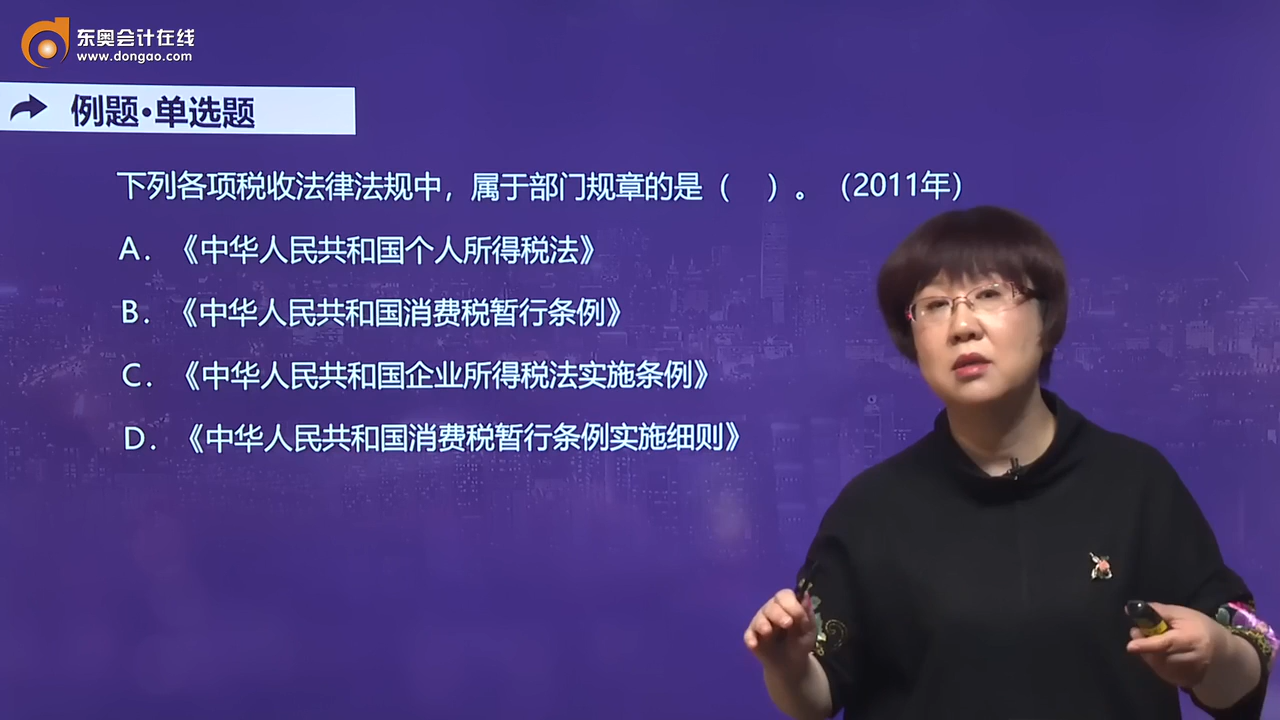 东奥会计在线
www.dongao.com
例题·单选题
下列各项税收法律法规中，属于部门规章的是（　）。（2011年）
A．《中华人民共和国个人所得税法》
B．《中华人民共和国消费税暂行条例》
C．《中华人民共和国企业所得税法实施条例》
D．《中华人民共和国消费税暂行条例实施细则》